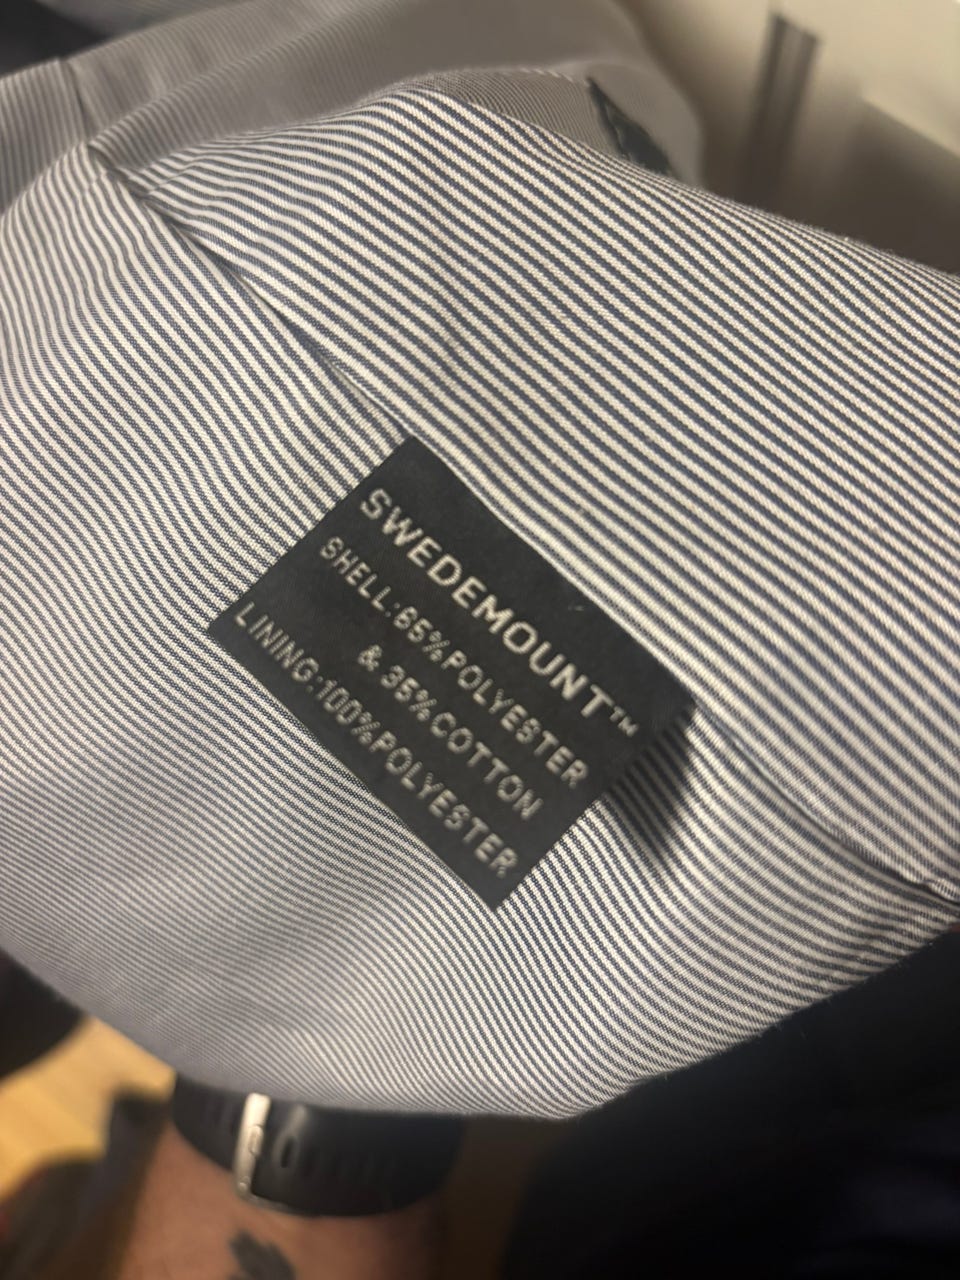 SWEDEMOUNT™
SHELL:65%POLYESTER
& 35%COTTON
LINING:100%POLYESTER